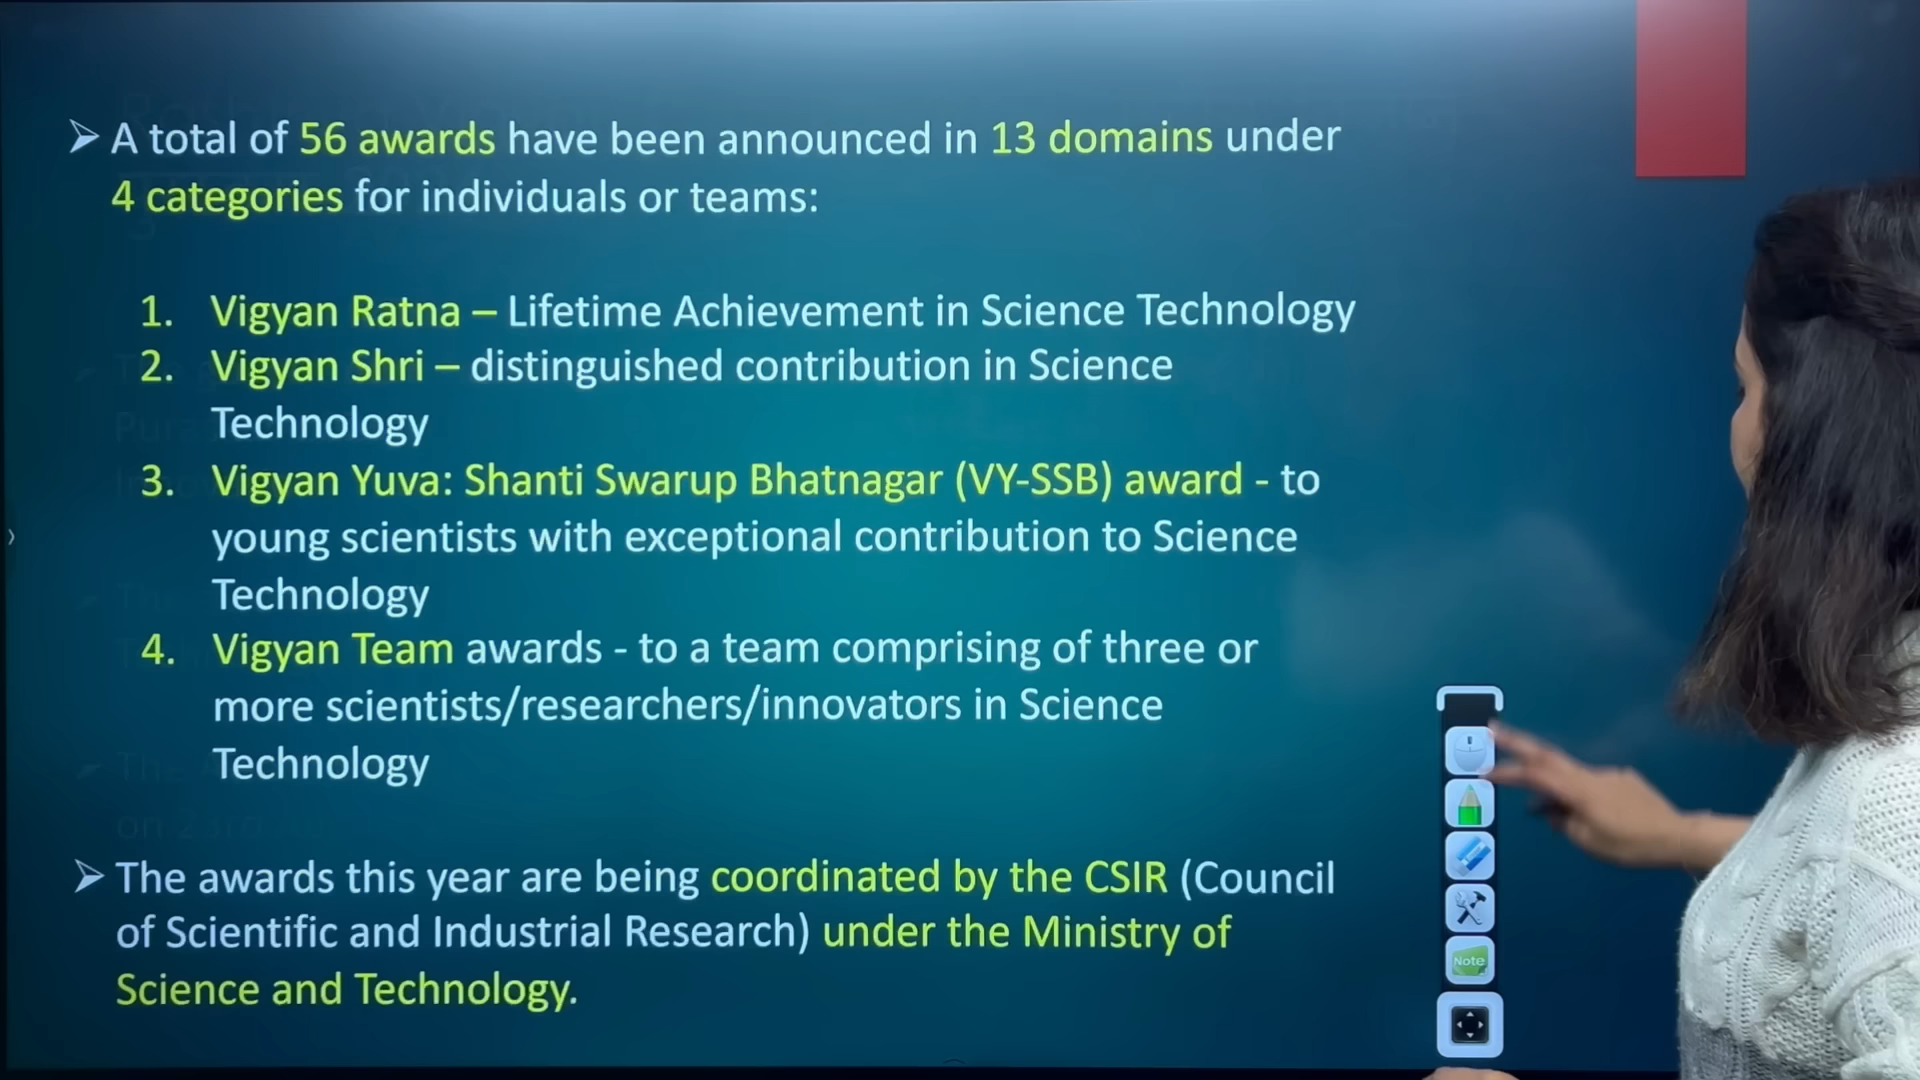 ➤ A total of 56 awards have been announced in 13 domains under
4 categories for individuals or teams:
1. Vigyan Ratna – Lifetime Achievement in Science Technology
2. Vigyan Shri – distinguished contribution in Science
Technology
3. Vigyan Yuva: Shanti Swarup Bhatnagar (VY-SSB) award - to
young scientists with exceptional contribution to Science
Technology
4. Vigyan Team awards - to a team comprising of three or
more scientists/researchers/innovators in Science
Technology
➤ The awards this year are being coordinated by the CSIR (Council
of Scientific and Industrial Research) under the Ministry of
Science and Technology.
Note